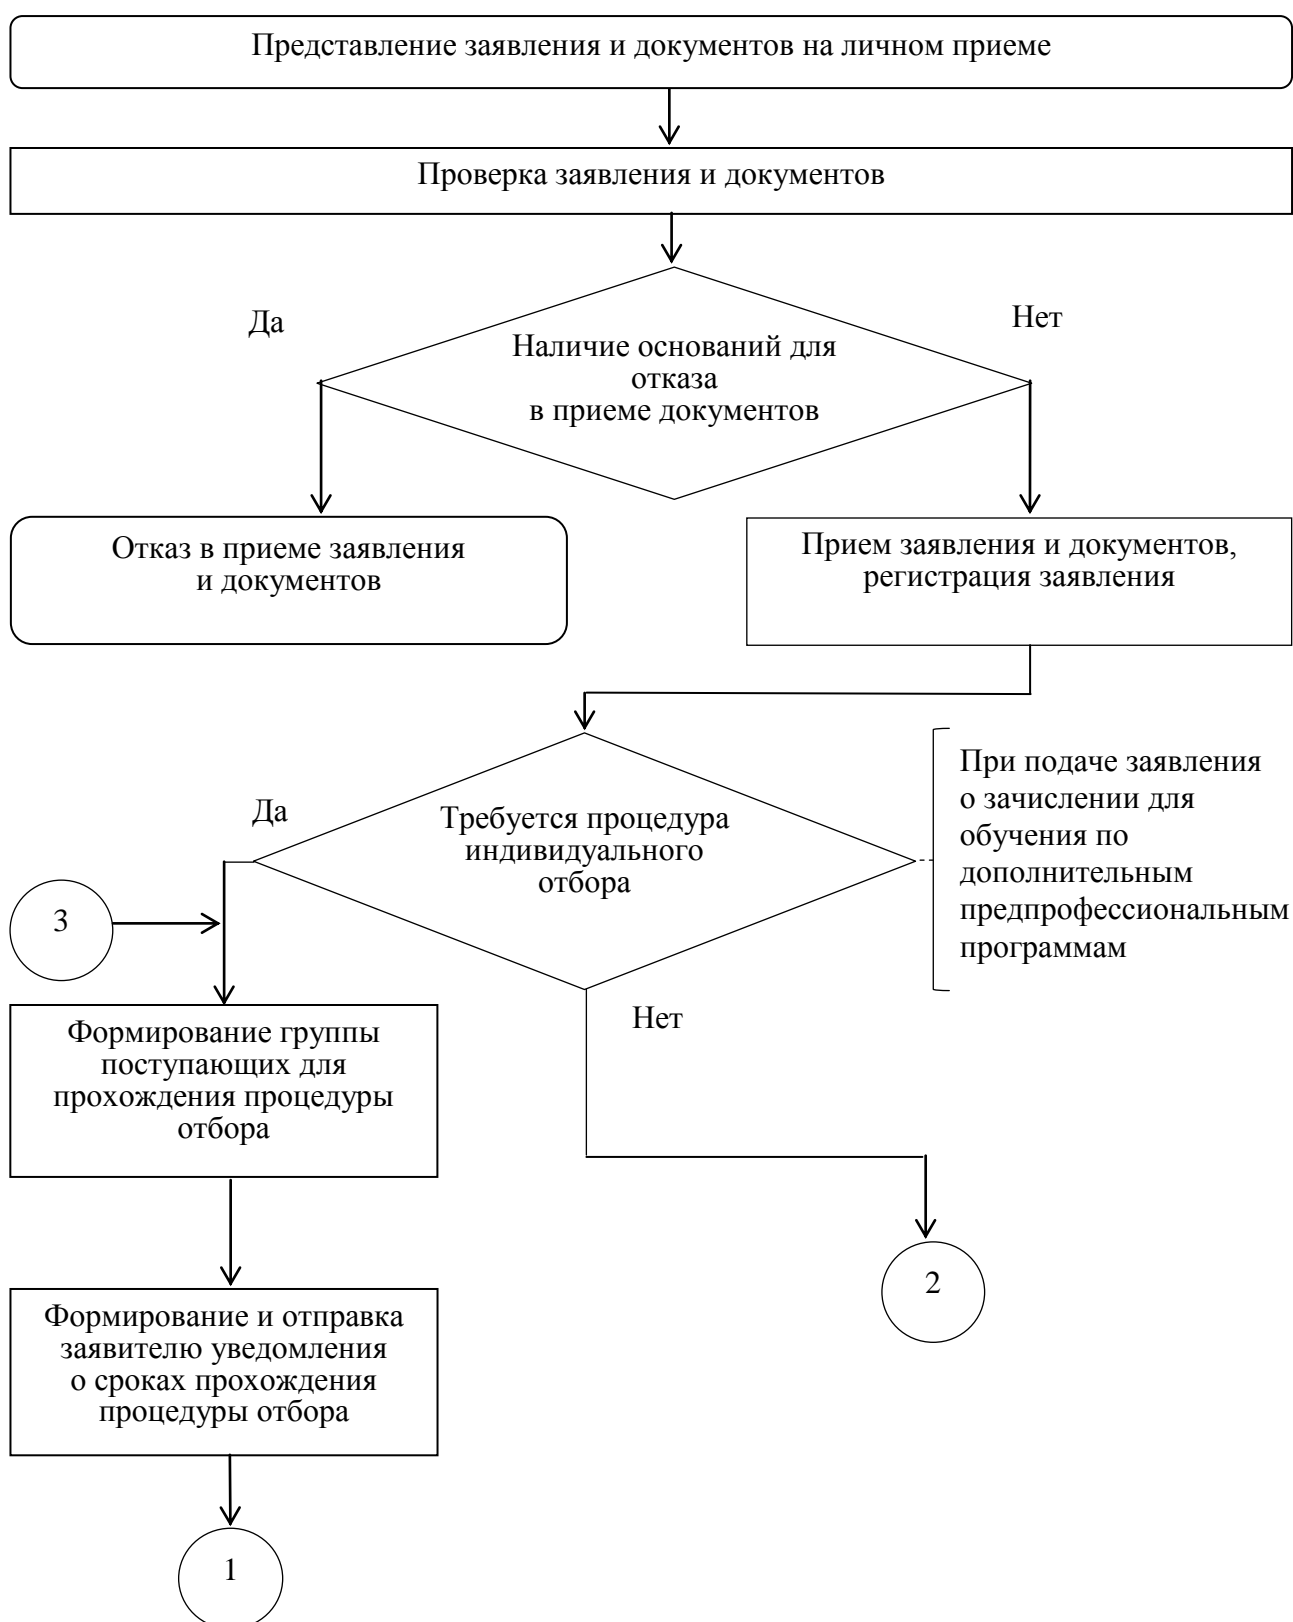 Представление заявления и документов на личном приеме
Проверка заявления и документов
Да
Нет
Наличие оснований для
отказа
в приеме документов
Отказ в приеме заявления
и документов
Прием заявления и документов,
регистрация заявления
Да
Требуется процедура
индивидуального
отбора
При подаче заявления
о зачислении для
обучения по
дополнительным
предпрофессиональным
программам
3
Нет
Формирование группы
поступающих для
прохождения процедуры
отбора
2
Формирование и отправка
заявителю уведомления
о сроках прохождения
процедуры отбора
1